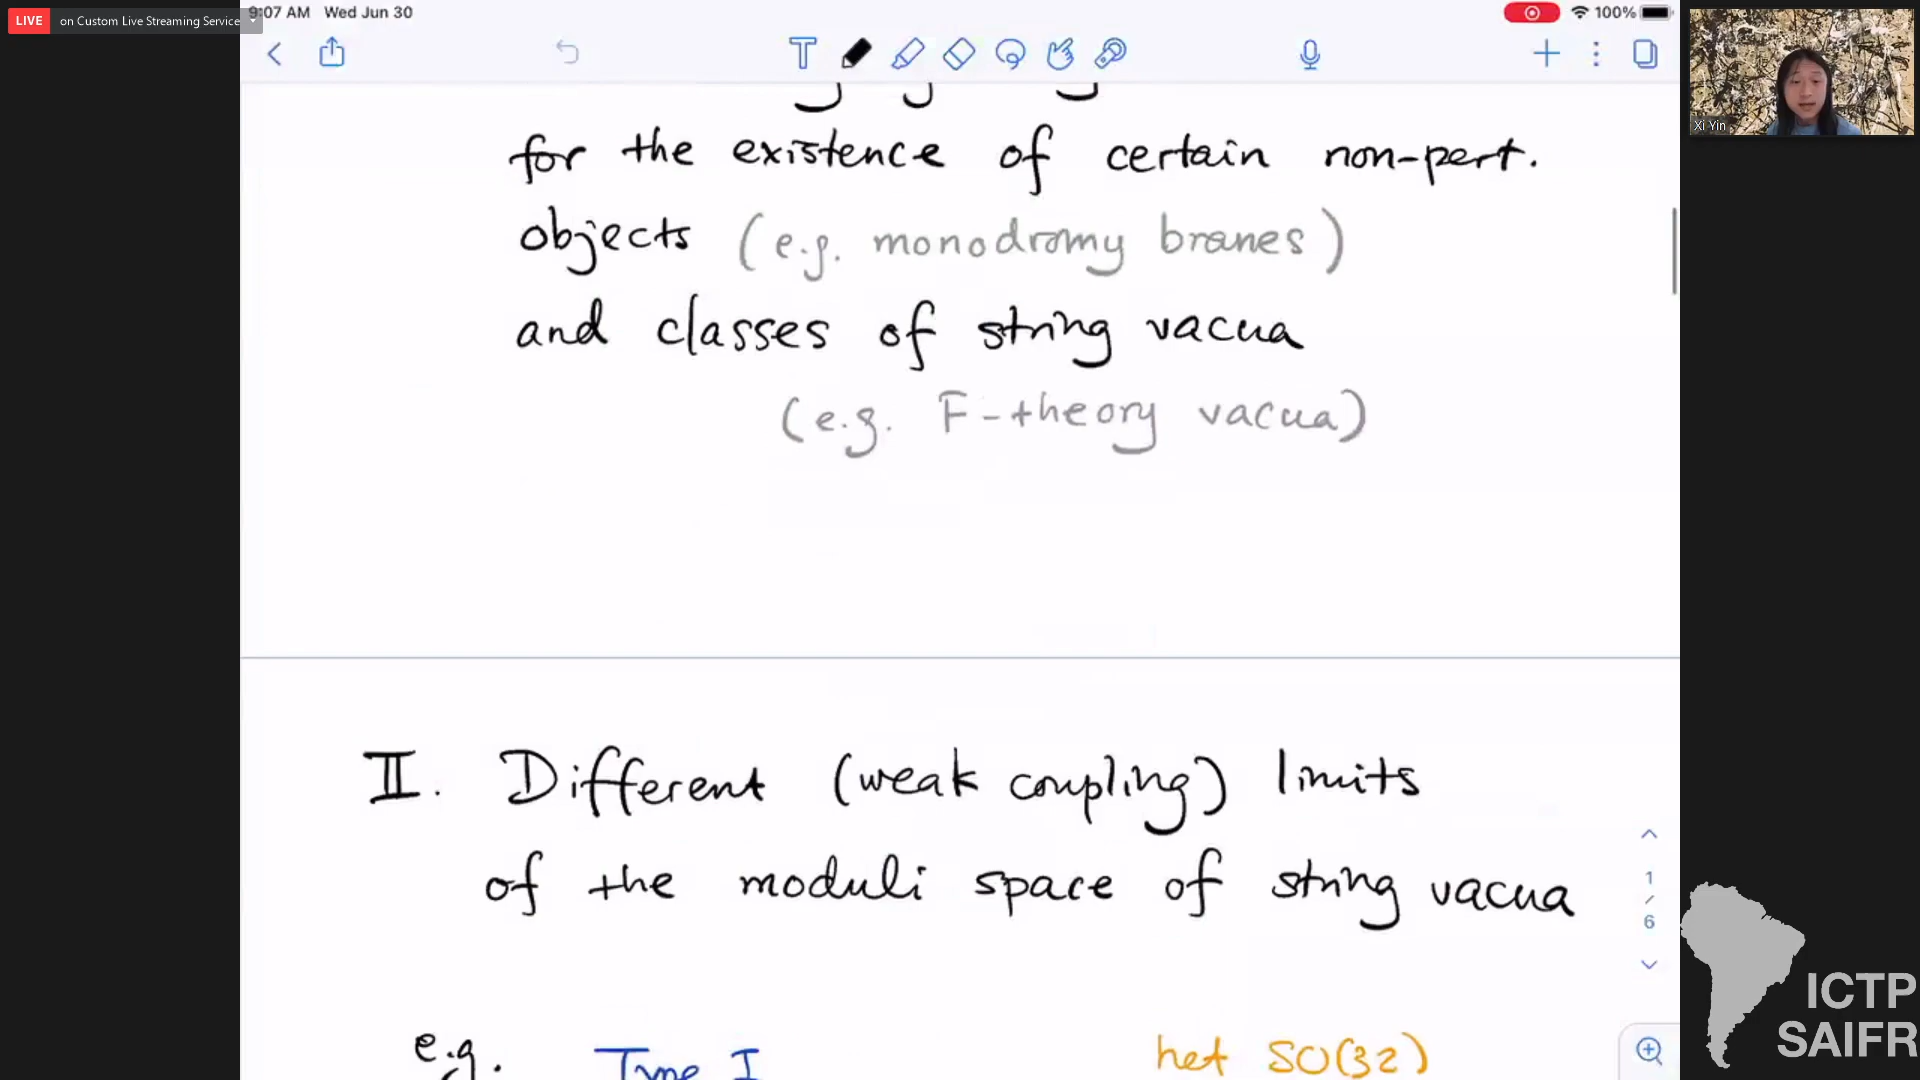 LIVE on Custom Live Streaming Service
9:07 AM Wed Jun 30
100%
Xi Yin
for the existence of certain non-pert.
objects (e.g. monodromy branes)
and classes of string vacua
(e.g. F-theory vacua)
II. Different (weak coupling) limits
of the moduli space of string vacua
1
/
6
e.g. Type I het SO(32)
ICTP
SAIFR